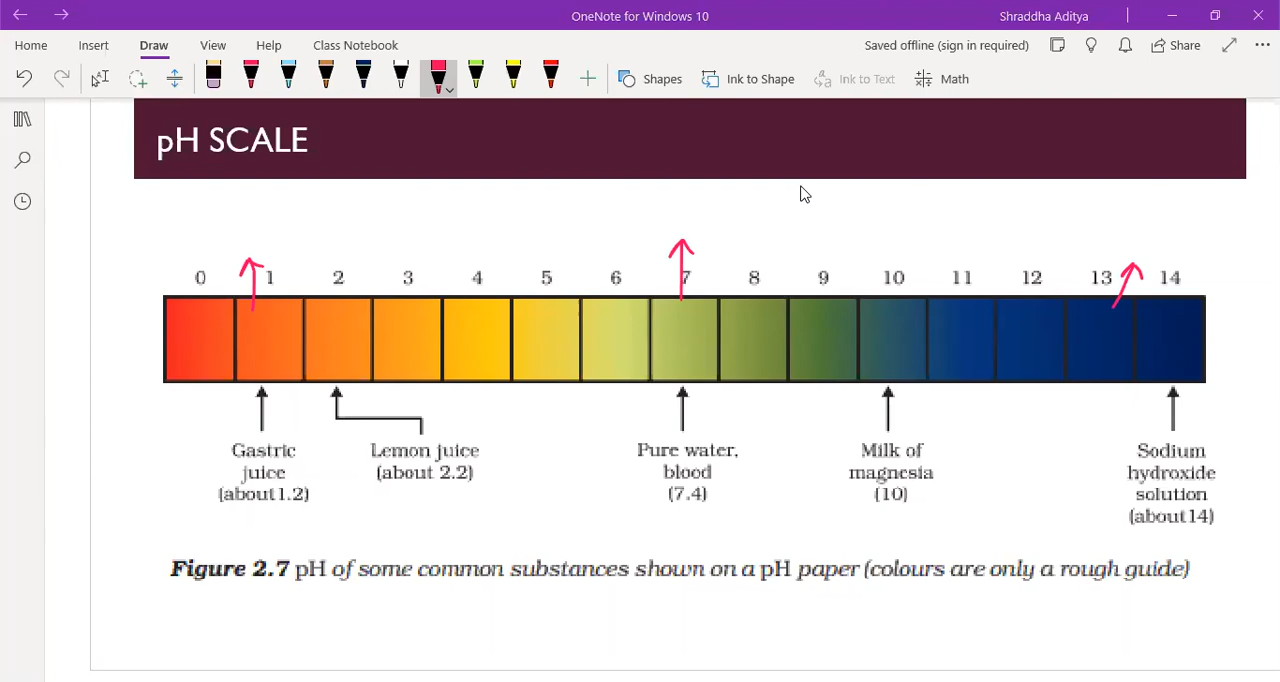 OneNote for Windows 10
Shraddha Aditya
Home Insert Draw View Help Class Notebook
Saved offline (sign in required)
Share
Shapes
Ink to Shape
Ink to Text
Math
pH SCALE
0 1 2 3 4 5 6 7 8 9 10 11 12 13 14
Gastric
juice
(about1.2)
Lemon juice
(about 2.2)
Pure water,
blood
(7.4)
Milk of
magnesia
(10)
Sodium
hydroxide
solution
(about14)
Figure 2.7 pH of some common substances shown on a pH paper (colours are only a rough guide)